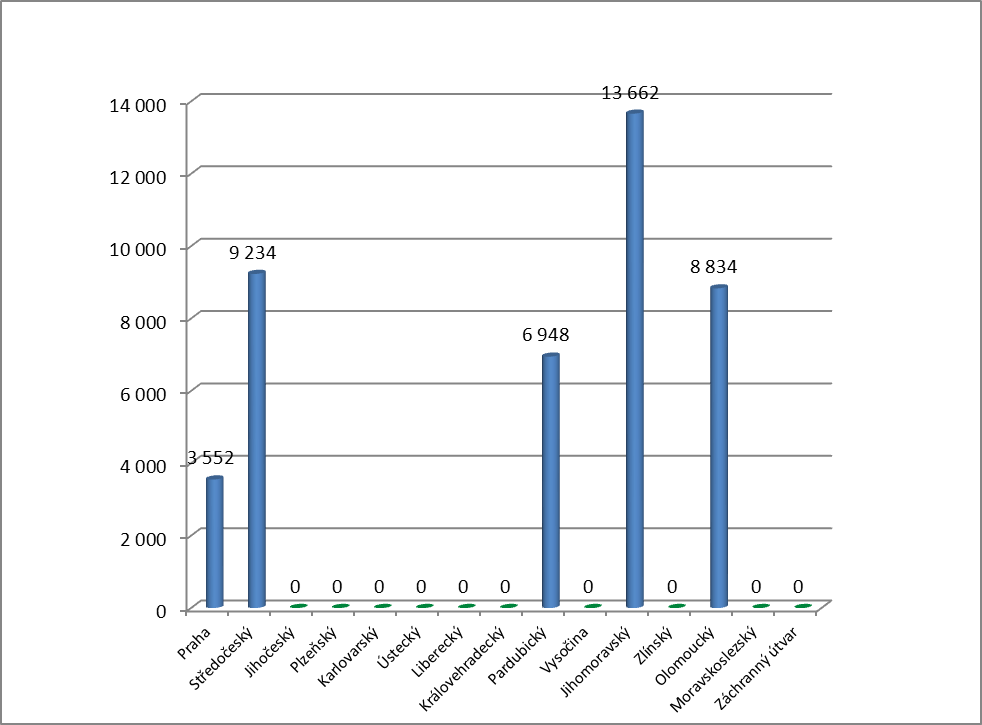 14 000
12 000
10 000
8 000
6 000
4 000
2 000
0
3 552
9 234
0
0
0
0
0
0
6 948
0
13 662
0
8 834
0
0
Praha
Středočeský
Jihočeský
Plzeňský
Karlovarský
Ústecký
Liberecký
Královehradecký
Pardubický
Vysočina
Jihomoravský
Zlínský
Olomoucký
Moravskoslezský
Záchranný útvar